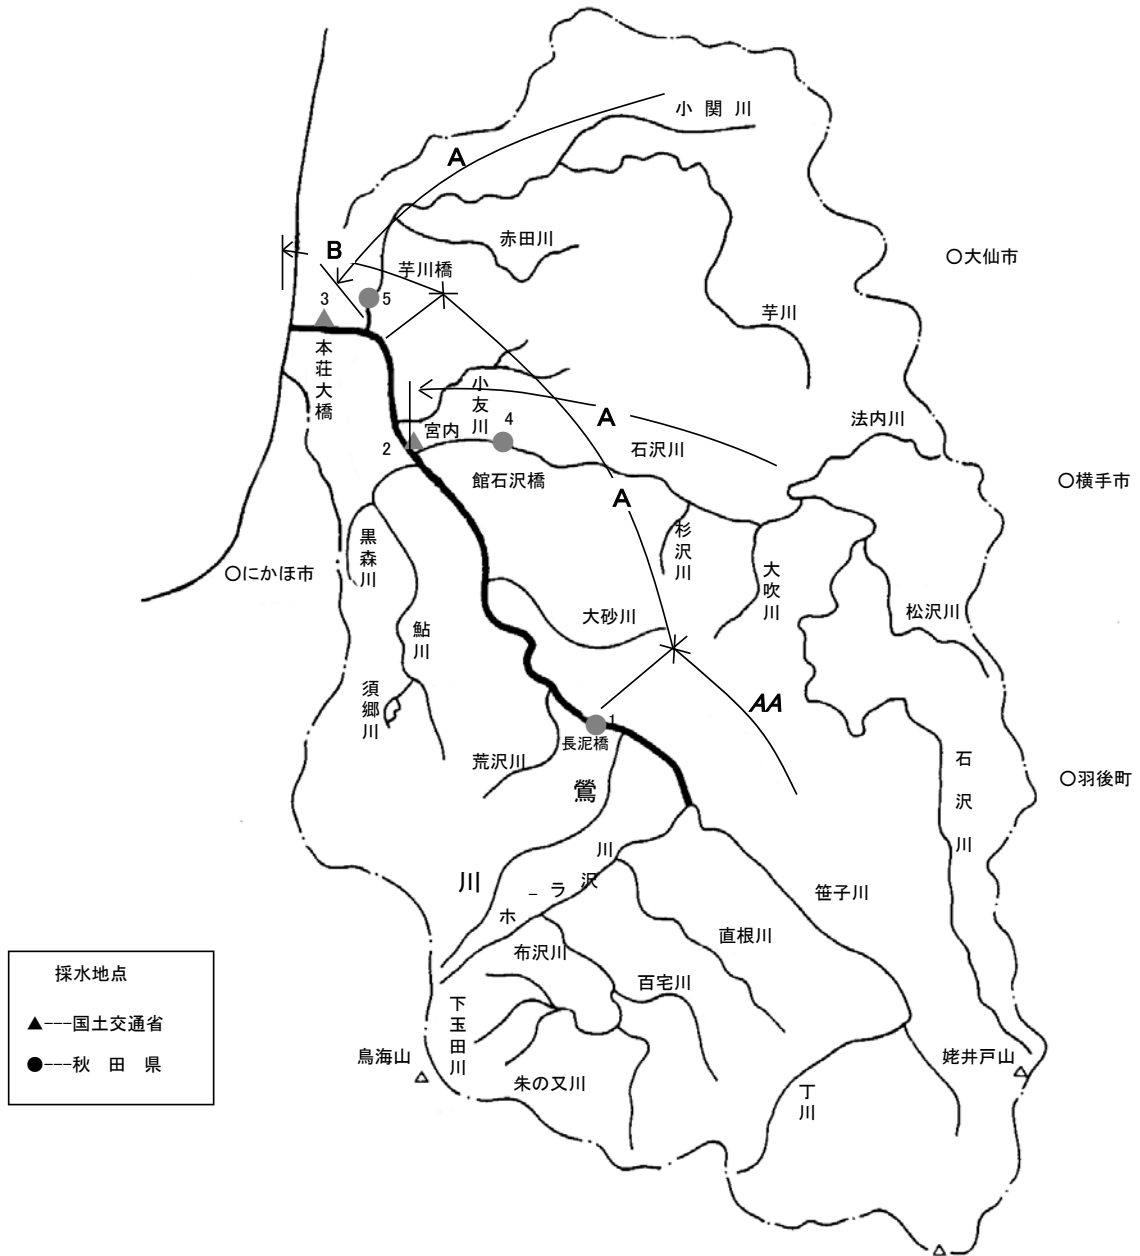 小関川
A
赤田川
B
芋川橋
○大仙市
3
5
芋川
本荘大橋
小友川
A
4
法内川
宮内
2
石沢川
館石沢橋
○横手市
A
杉沢川
黒森川
○にかほ市
大吹川
大砂川
松沢川
鮎川
須郷川
AA
1
長泥橋
荒沢川
石沢川
○羽後町
鶯川
ホーラ沢川
笹子川
直根川
布沢川
百宅川
下玉田川
鳥海山
姥井戸山
朱の又川
丁川
採水地点
▲---国土交通省
●---秋田県